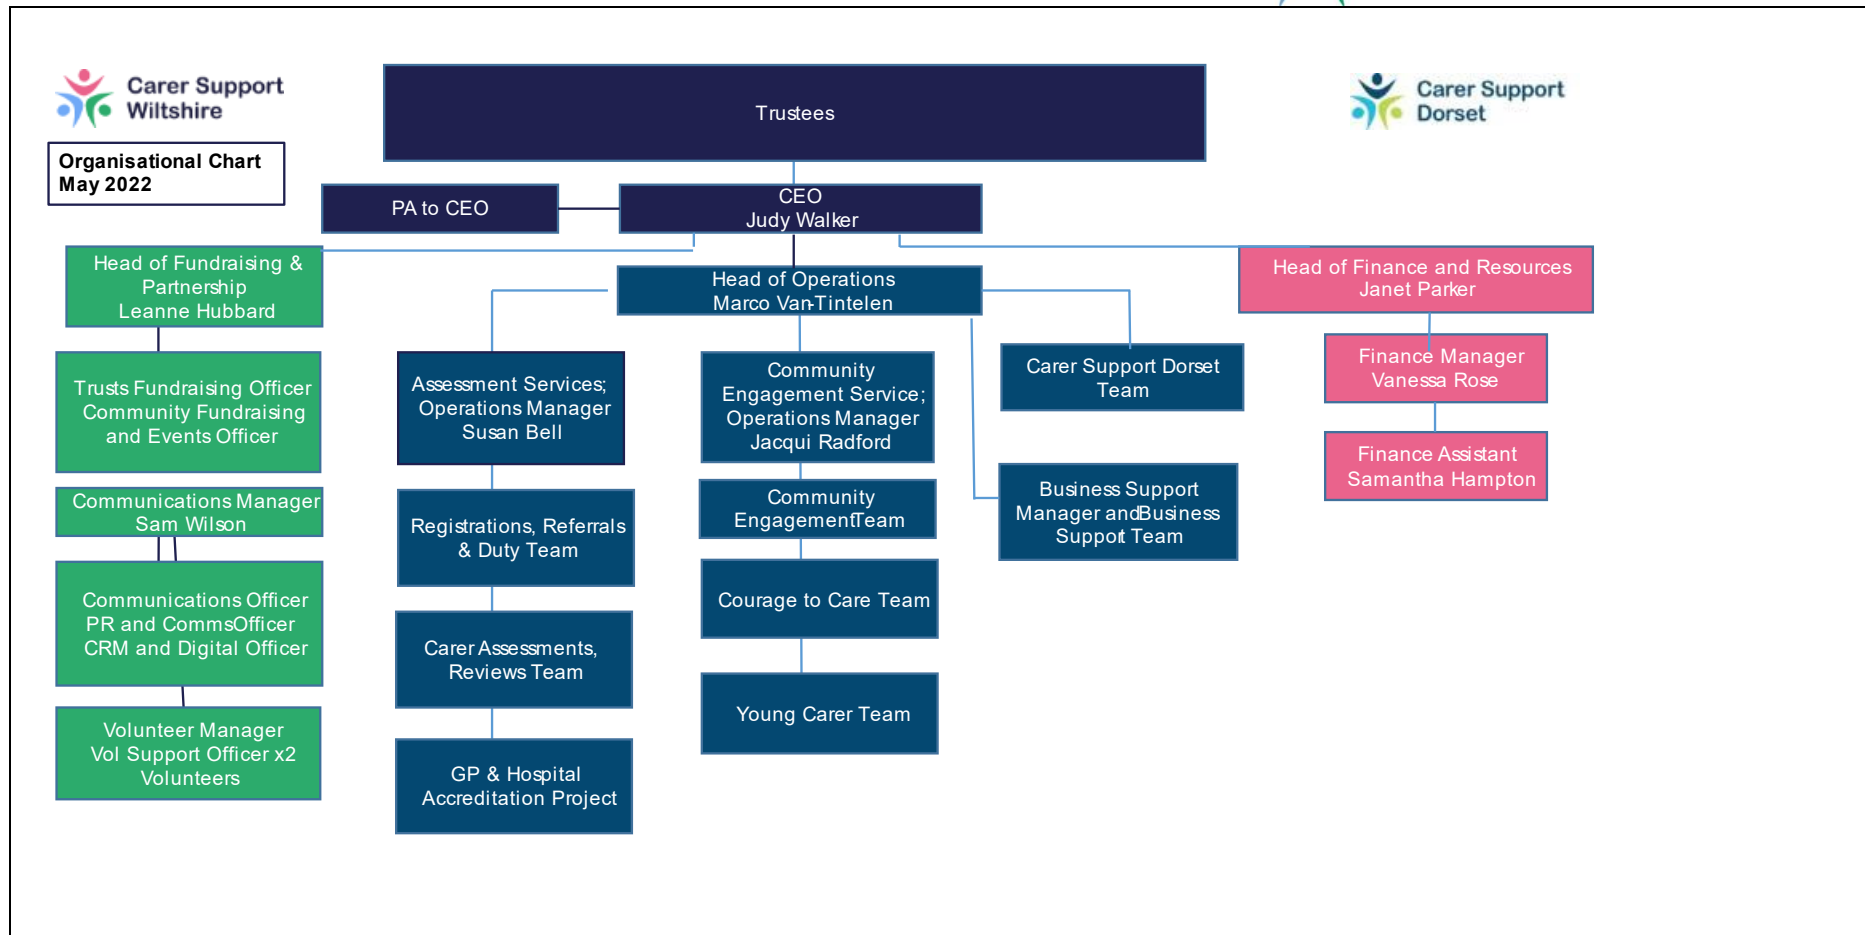 Carer Support
Wiltshire
Carer Support
Dorset
Organisational Chart
May 2022
Trustees
PA to CEO
CEO
Judy Walker
Head of Fundraising &
Partnership
Leanne Hubbard
Head of Operations
Marco Van-Tintelen
Head of Finance and Resources
Janet Parker
Trusts Fundraising Officer
Community Fundraising
and Events Officer
Communications Manager
Sam Wilson
Communications Officer
PR and CommsOfficer
CRM and Digital Officer
Volunteer Manager
Vol Support Officer x2
Volunteers
Assessment Services;
Operations Manager
Susan Bell
Registrations, Referrals
& Duty Team
Carer Assessments,
Reviews Team
GP & Hospital
Accreditation Project
Community
Engagement Service;
Operations Manager
Jacqui Radford
Community
EngagementTeam
Courage to Care Team
Young Carer Team
Carer Support Dorset
Team
Business Support
Manager andBusiness
Support Team
Finance Manager
Vanessa Rose
Finance Assistant
Samantha Hampton